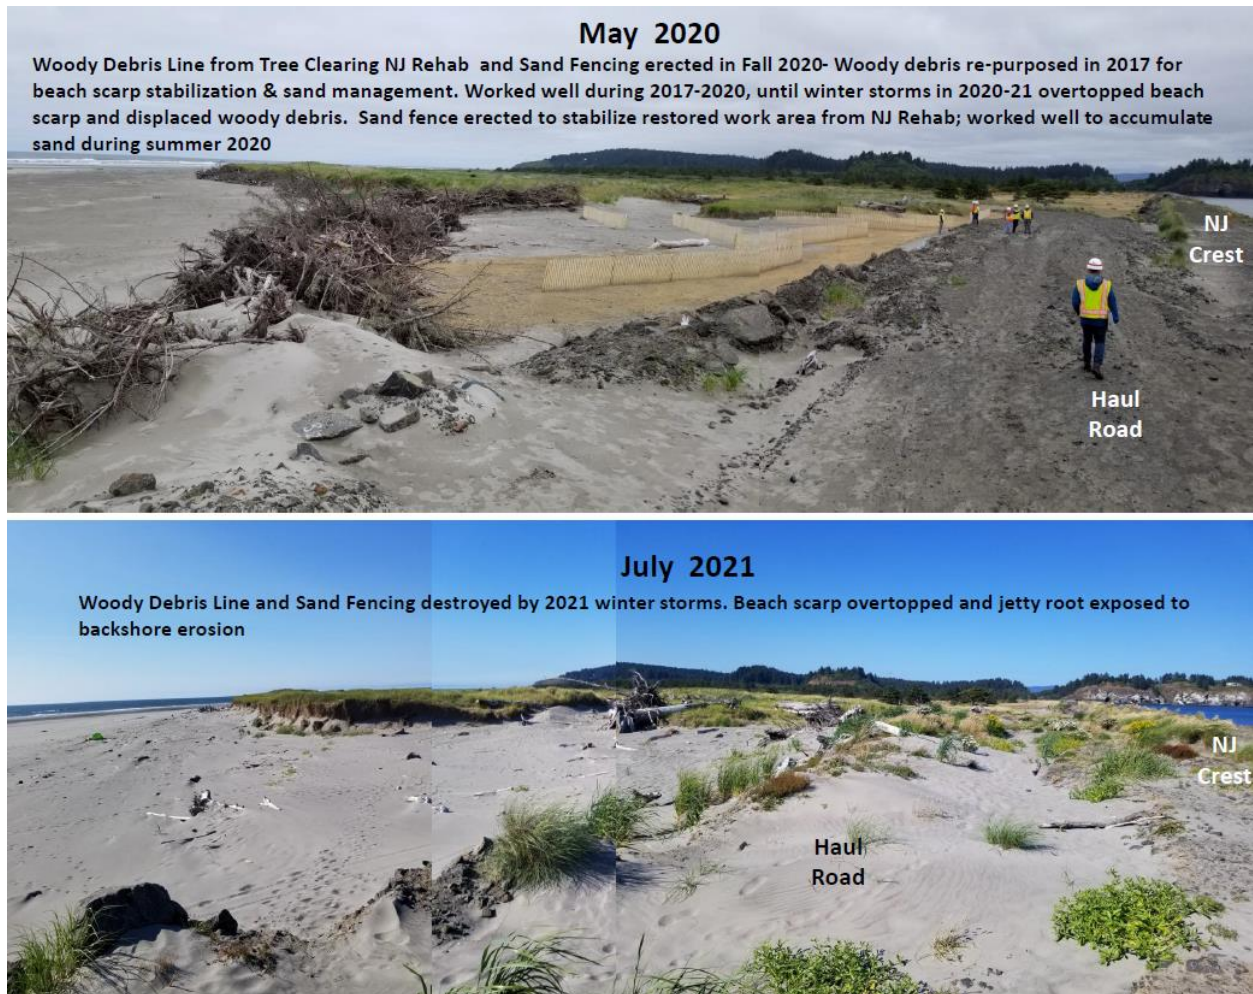 May 2020
Woody Debris Line from Tree Clearing NJ Rehab and Sand Fencing erected in Fall 2020- Woody debris re-purposed in 2017 for
beach scarp stabilization & sand management. Worked well during 2017-2020, until winter storms in 2020-21 overtopped beach
scarp and displaced woody debris. Sand fence erected to stabilize restored work area from NJ Rehab; worked well to accumulate
sand during summer 2020
NJ
Crest
Haul
Road
July 2021
Woody Debris Line and Sand Fencing destroyed by 2021 winter storms. Beach scarp overtopped and jetty root exposed to
backshore erosion
NJ
Crest
Haul
Road